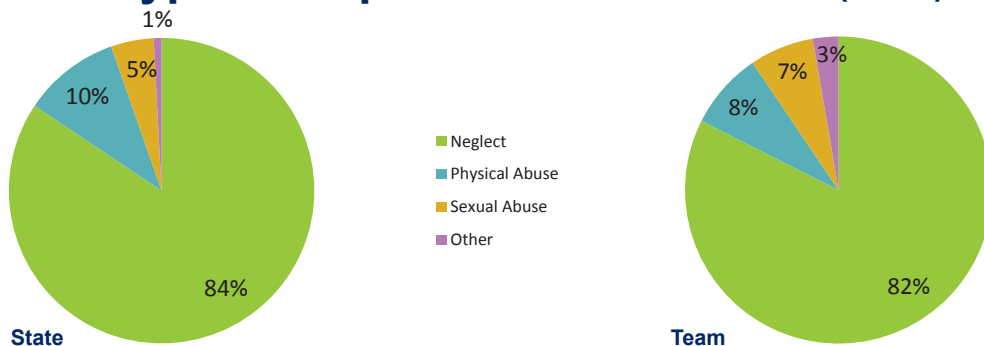 1%
5%
10%
84%
State
Neglect
Physical Abuse
Sexual Abuse
Other
3%
7%
8%
82%
Team